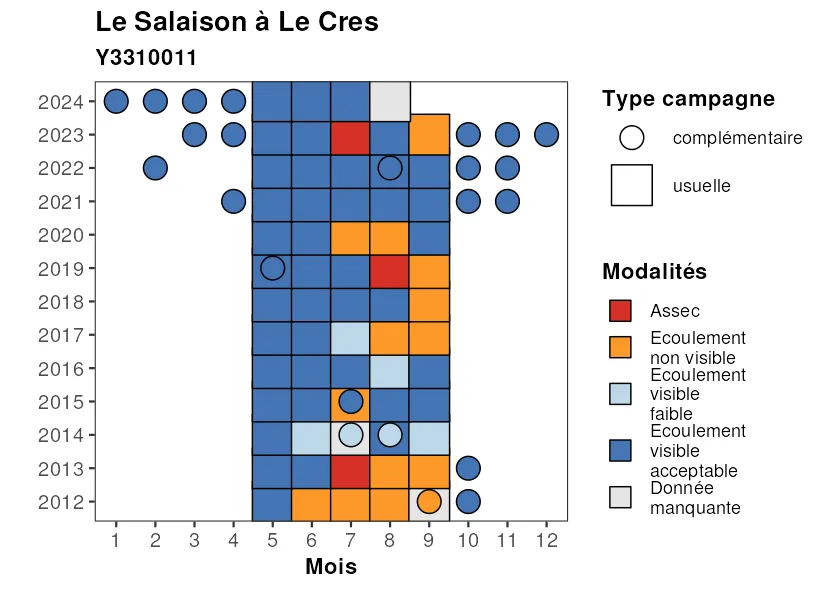 Le Salaison à Le Cres
Y3310011
2024
2023
2022
2021
2020
2019
2018
2017
2016
2015
2014
2013
2012
1 2 3 4 5 6 7 8 9 10 11 12
Mois
Type campagne
complémentaire
usuelle
Modalités
Assec
Ecoulement
non visible
Ecoulement
visible
faible
Ecoulement
visible
acceptable
Donnée
manquante